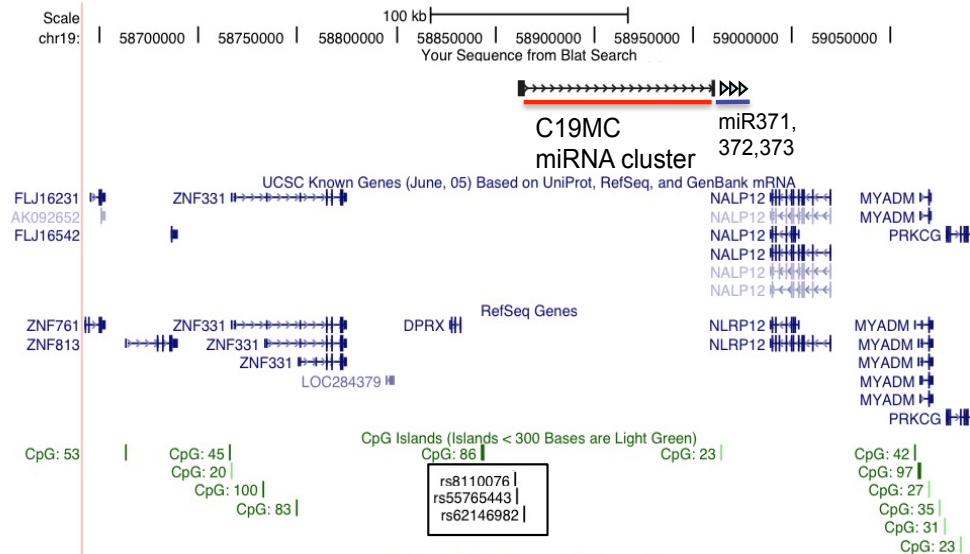 Scale 100 kb
chr19: 58700000 58750000 58800000 58850000 58900000 58950000 59000000 59050000
Your Sequence from Blat Search
C19MC
miRNA cluster
miR371,
372,373
UCSC Known Genes (June, 05) Based on UniProt, RefSeq, and GenBank mRNA
FLJ16231 ZNF331 NALP12 MYADM
AK092652 NALP12 MYADM
FLJ16542 NALP12 PRKCG
NALP12
NALP12
NALP12
RefSeq Genes
ZNF761 ZNF331 DPRX NLRP12 MYADM
ZNF813 ZNF331 NLRP12 MYADM
ZNF331 MYADM
LOC284379 MYADM
MYADM
PRKCG
CpG Islands (Islands < 300 Bases are Light Green)
CpG: 53 CpG: 45 CpG: 86 CpG: 23 CpG: 42
CpG: 20 CpG: 97
CpG: 100 CpG: 27
CpG: 83 CpG: 35
CpG: 31
CpG: 23
rs8110076
rs55765443
rs62146982